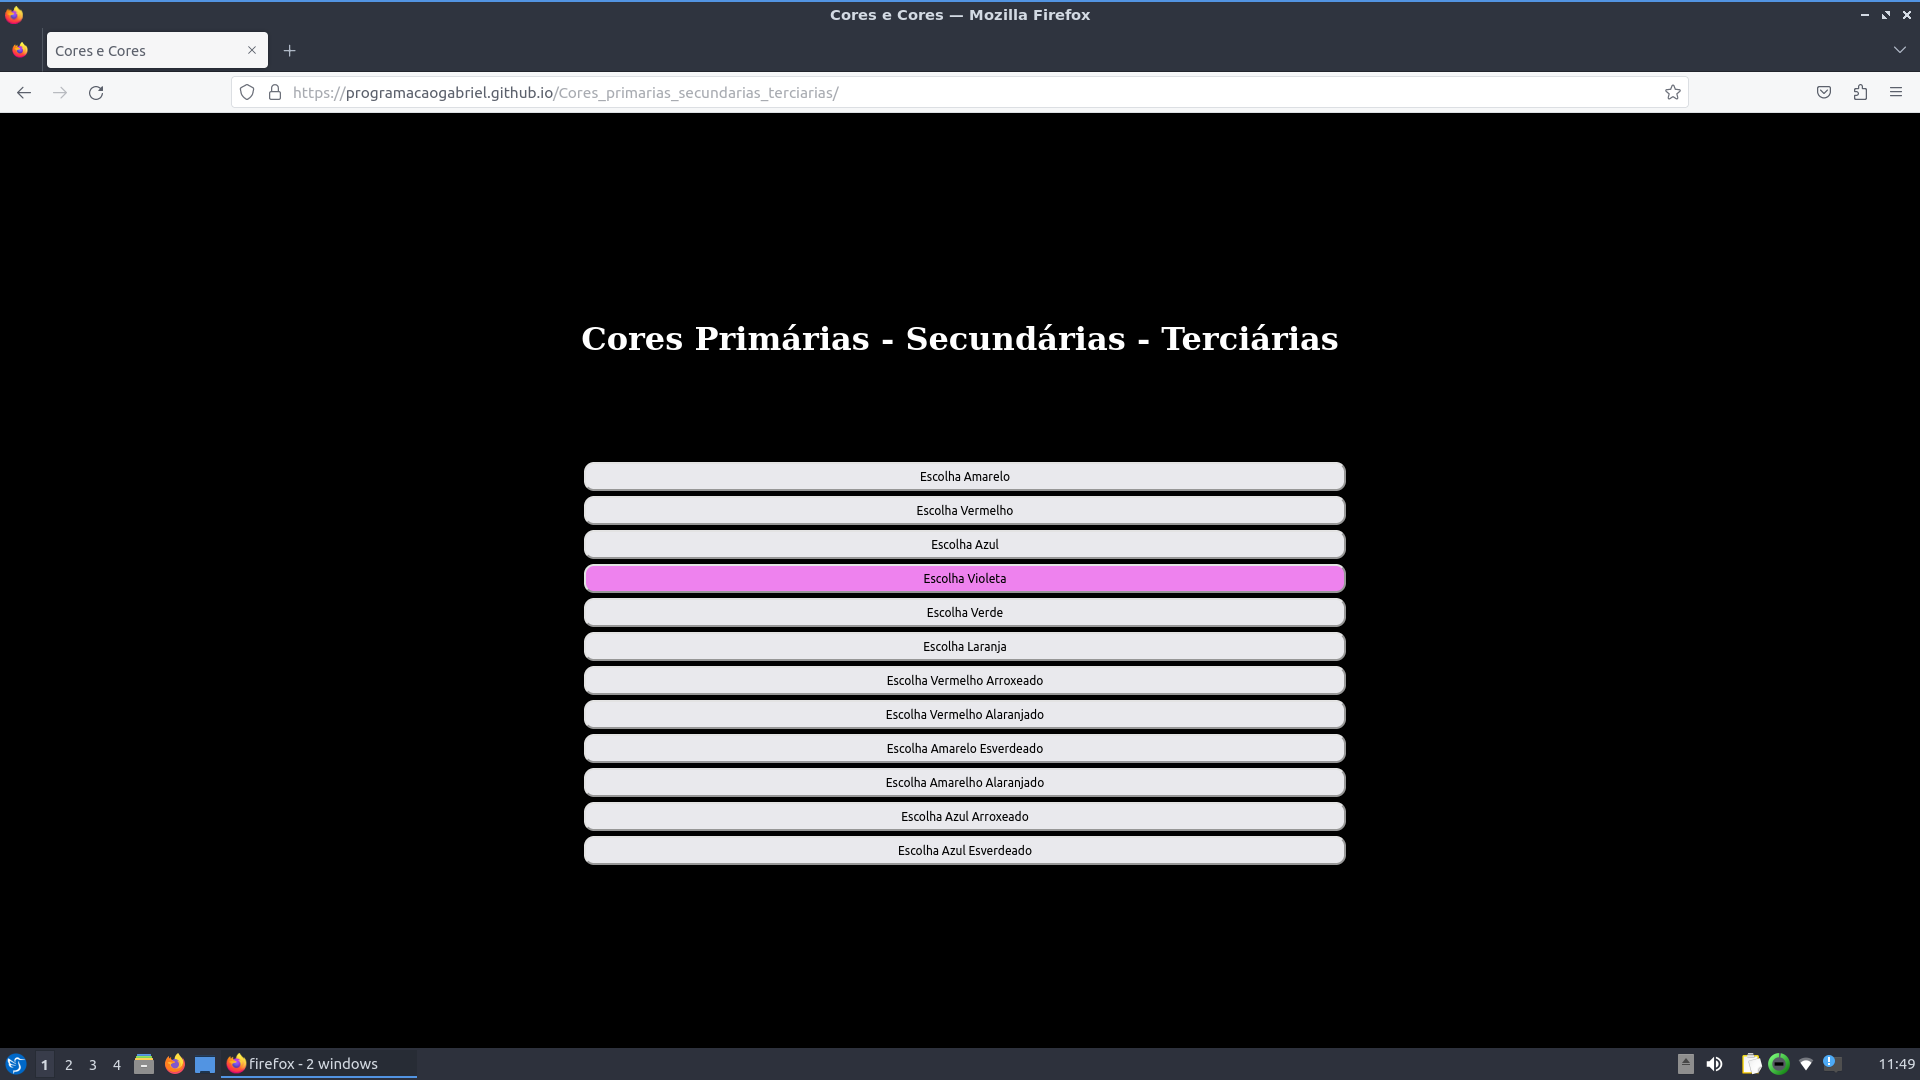 Cores e Cores — Mozilla Firefox
Cores e Cores
https://programacaogabriel.github.io/Cores_primarias_secundarias_terciarias/
Cores Primárias - Secundárias - Terciárias
Escolha Amarelo
Escolha Vermelho
Escolha Azul
Escolha Violeta
Escolha Verde
Escolha Laranja
Escolha Vermelho Arroxeado
Escolha Vermelho Alaranjado
Escolha Amarelo Esverdeado
Escolha Amarelho Alaranjado
Escolha Azul Arroxeado
Escolha Azul Esverdeado
1 2 3 4 firefox - 2 windows 11:49